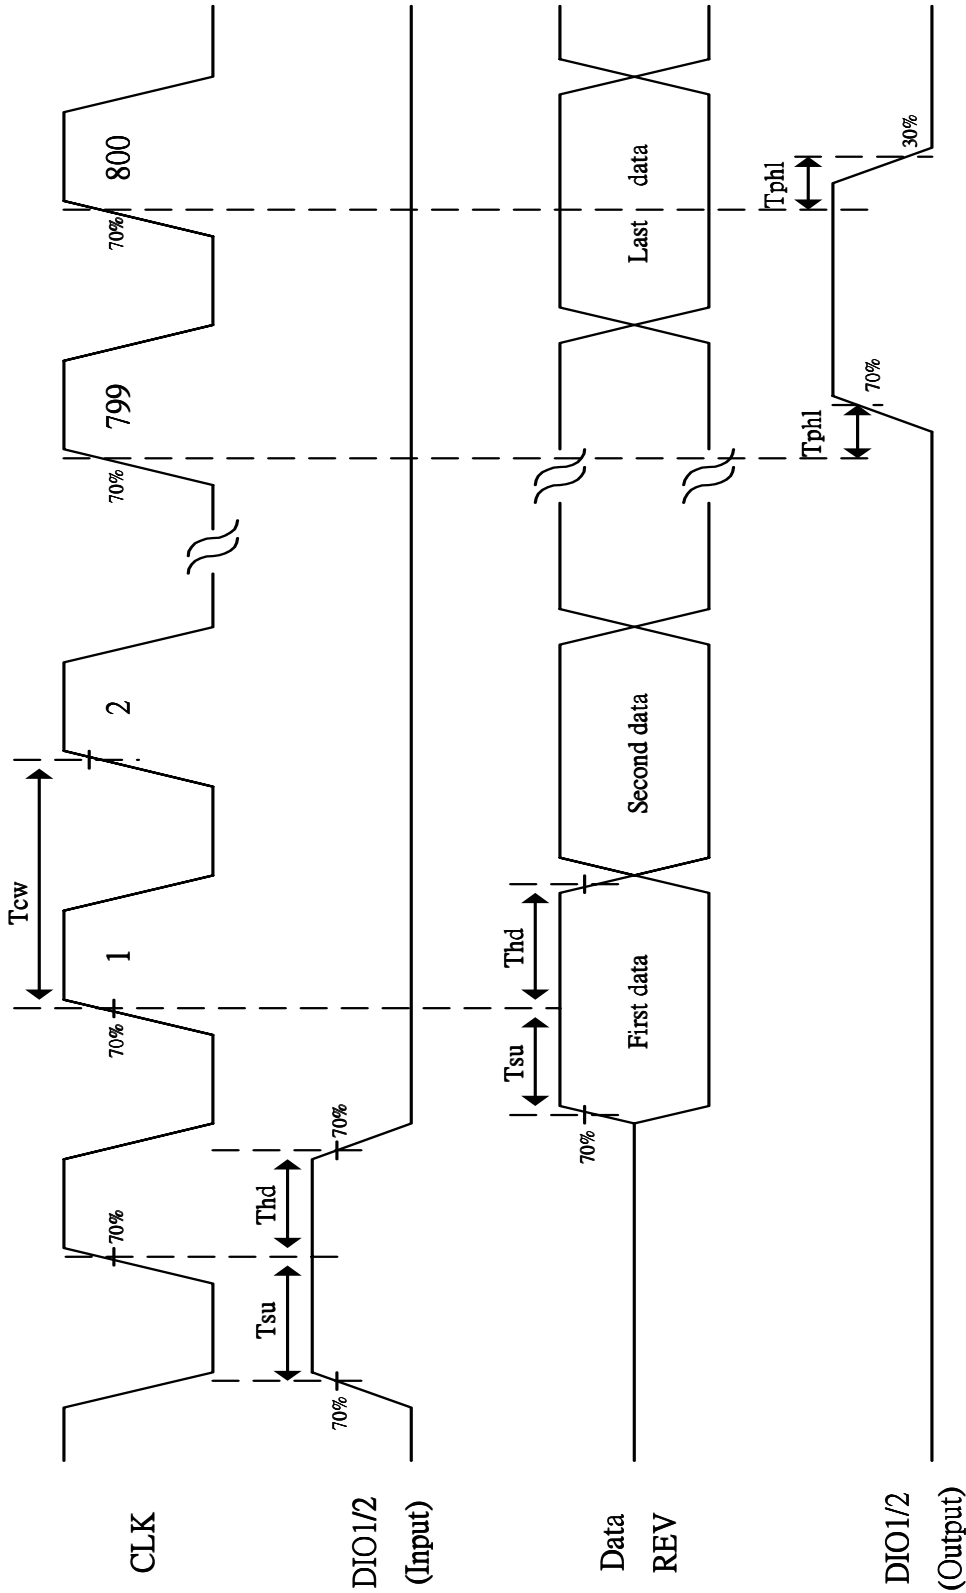 CLK
70%
1
Tcw
2
70%
70%
799
70%
800
DIO1/2
(Input)
70%
Tsu
Thd
70%
Data
REV
70%
Tsu
Thd
First data
Second data
Last data
DIO1/2
(Output)
Tphl
70%
Tphl
30%